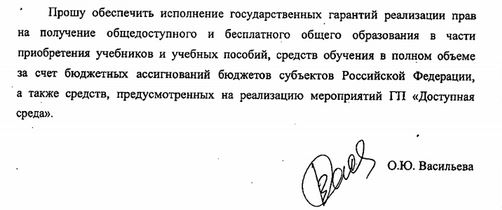 Прошу обеспечить исполнение государственных гарантий реализации прав
на получение общедоступного и бесплатного общего образования в части
приобретения учебников и учебных пособий, средств обучения в полном объеме
за счет бюджетных ассигнований бюджетов субъектов Российской Федерации,
а также средств, предусмотренных на реализацию мероприятий ГП «Доступная
среда».
О.Ю. Васильева